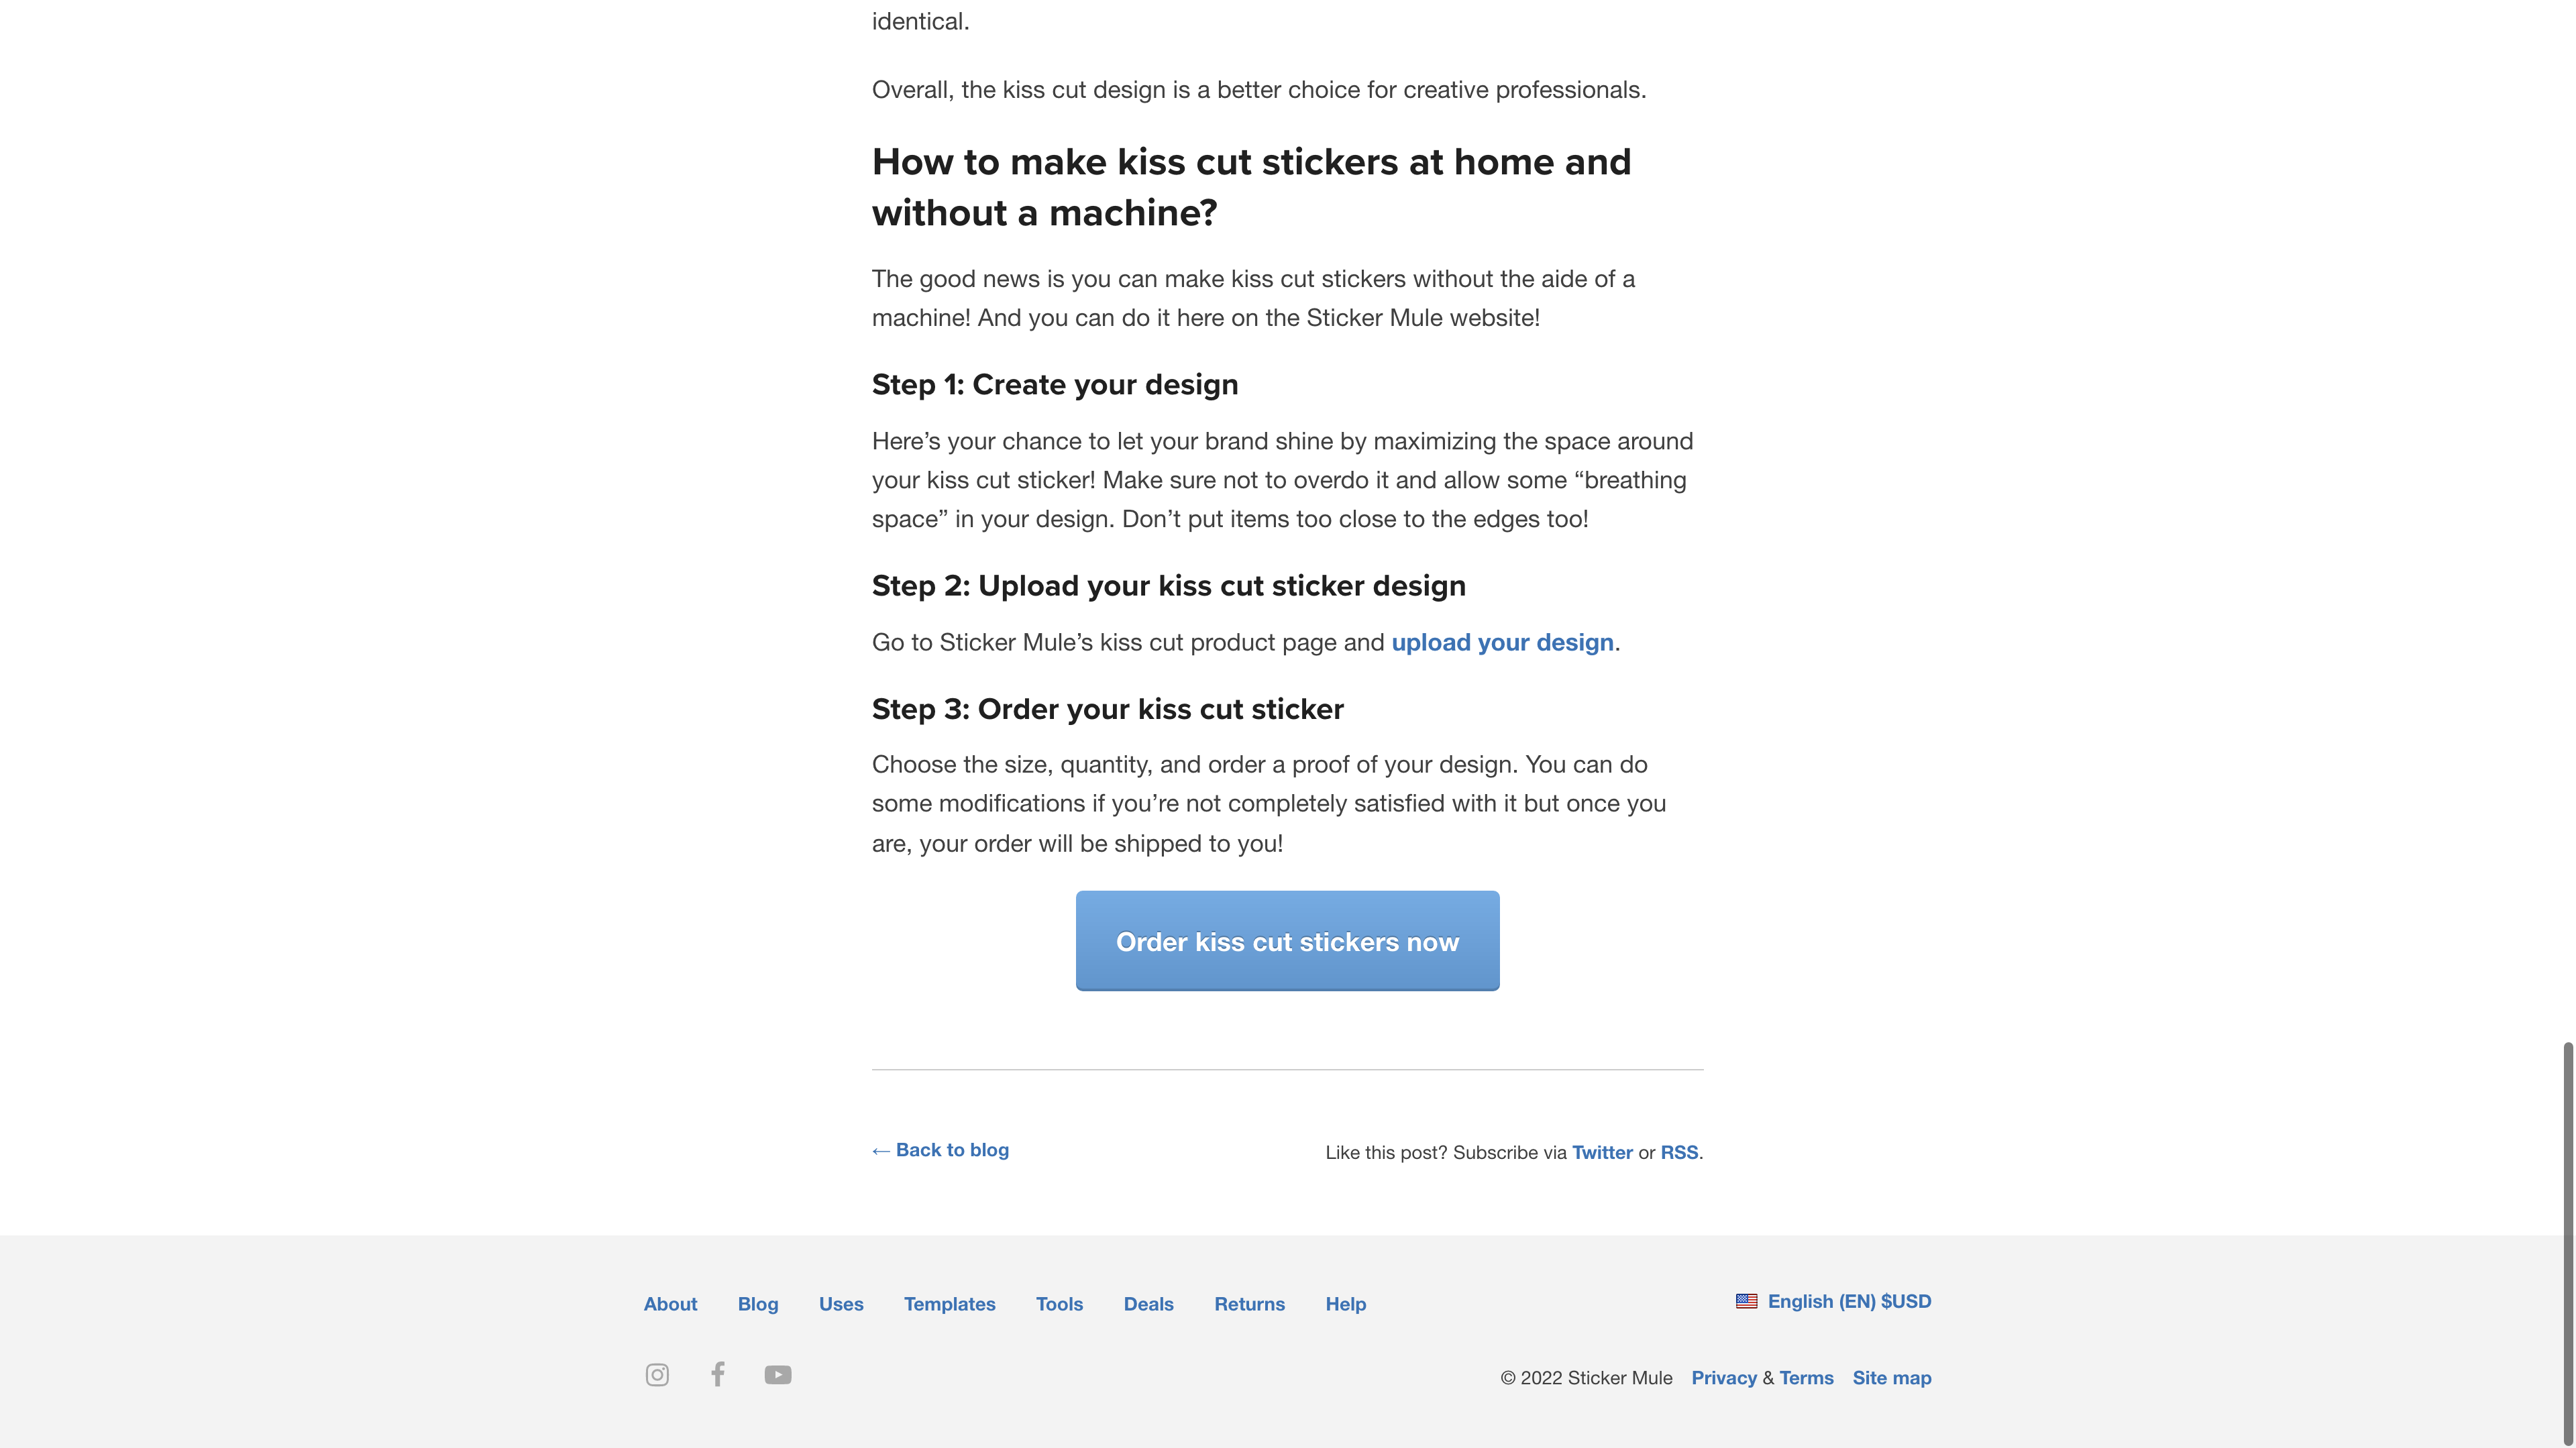 identical.
Overall, the kiss cut design is a better choice for creative professionals.
How to make kiss cut stickers at home and
without a machine?
The good news is you can make kiss cut stickers without the aide of a
machine! And you can do it here on the Sticker Mule website!
Step 1: Create your design
Here’s your chance to let your brand shine by maximizing the space around
your kiss cut sticker! Make sure not to overdo it and allow some “breathing
space” in your design. Don’t put items too close to the edges too!
Step 2: Upload your kiss cut sticker design
Go to Sticker Mule’s kiss cut product page and upload your design.
Step 3: Order your kiss cut sticker
Choose the size, quantity, and order a proof of your design. You can do
some modifications if you’re not completely satisfied with it but once you
are, your order will be shipped to you!
Order kiss cut stickers now
← Back to blog
Like this post? Subscribe via Twitter or RSS.
About Blog Uses Templates Tools Deals Returns Help
English (EN) $USD
© 2022 Sticker Mule Privacy & Terms Site map